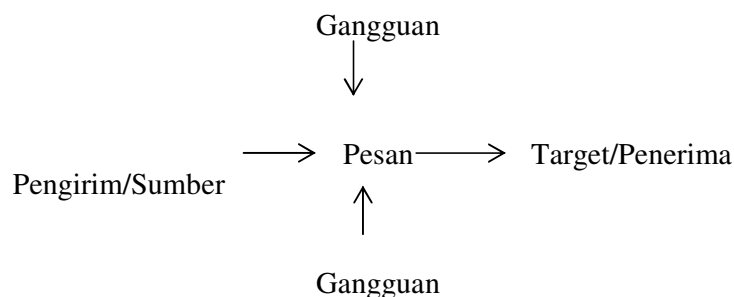 Gangguan
Pesan
Target/Penerima
Pengirim/Sumber
Gangguan